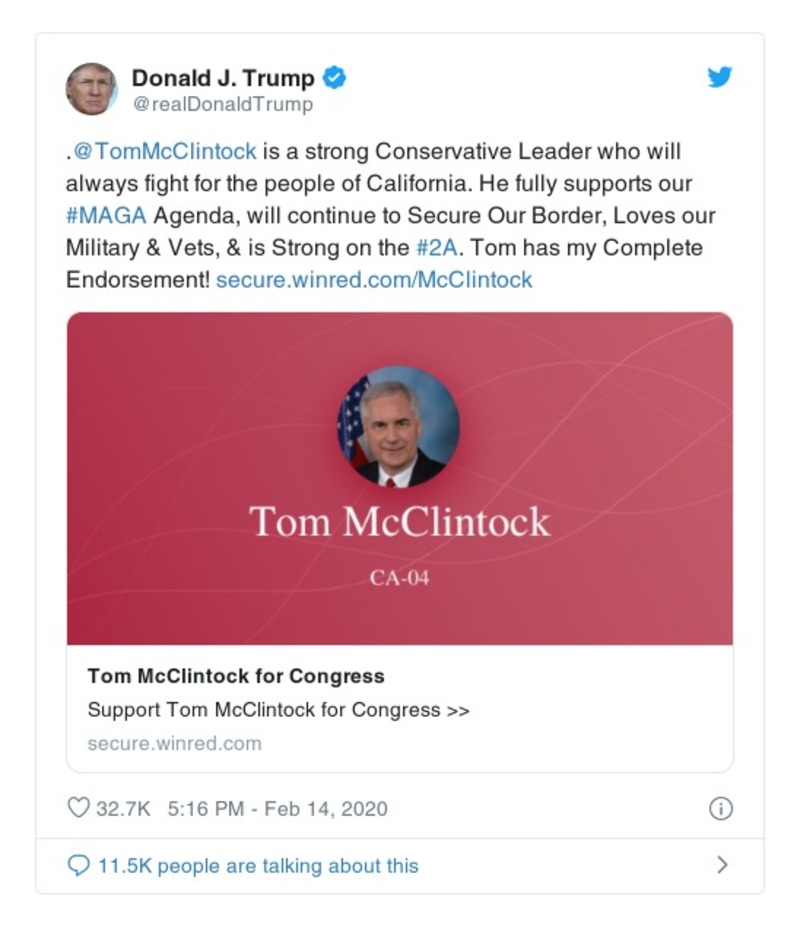 Donald J. Trump
@realDonaldTrump
.@TomMcClintock is a strong Conservative Leader who will
always fight for the people of California. He fully supports our
#MAGA Agenda, will continue to Secure Our Border, Loves our
Military & Vets, & is Strong on the #2A. Tom has my Complete
Endorsement! secure.winred.com/McClintock
Tom McClintock
CA-04
Tom McClintock for Congress
Support Tom McClintock for Congress >>
secure.winred.com
32.7K 5:16 PM - Feb 14, 2020
11.5K people are talking about this